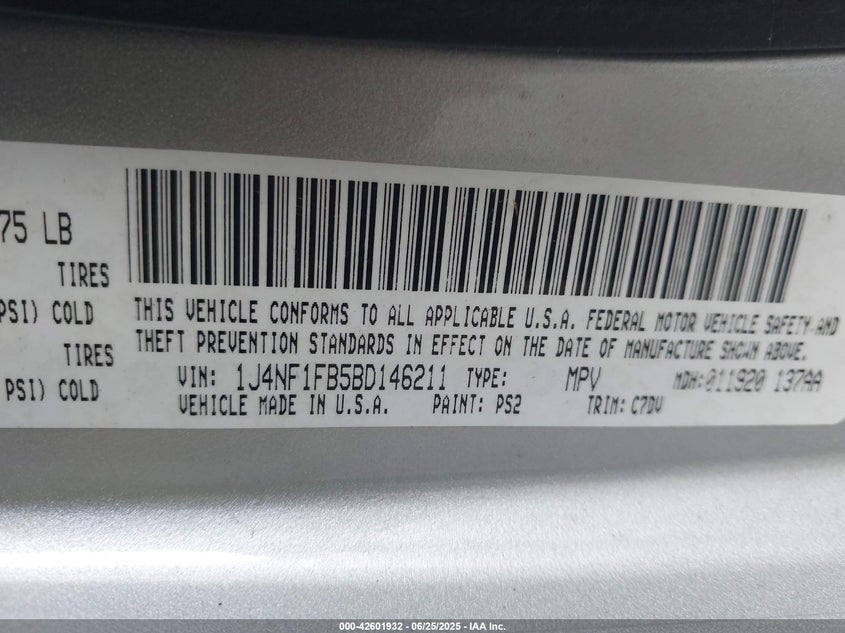 75 LB
TIRES
PSI) COLD
TIRES
PSI) COLD
THIS VEHICLE CONFORMS TO ALL APPLICABLE U.S.A. FEDERAL MOTOR VEHICLE SAFETY AND
THEFT PREVENTION STANDARDS IN EFFECT ON THE DATE OF MANUFACTURE SHOWN ABOVE.
VIN: 1J4NF1FB5BD146211 TYPE: MPV MDH:011920 137AA
VEHICLE MADE IN U.S.A. PAINT: PS2 TRIM: C7DV
000-42601932 - 06/25/2025 - IAA Inc.